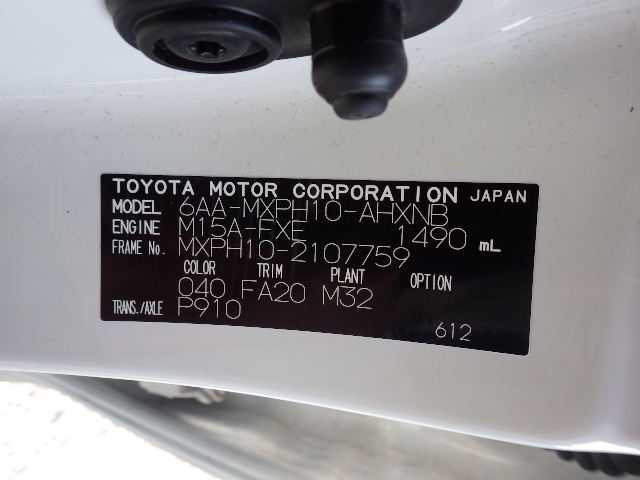 TOYOTA MOTOR CORPORATION JAPAN
MODEL 6AA-MXPH10-AHXNB
ENGINE M15A-FXE 1490 mL
FRAME No. MXPH10-2107759
COLOR TRIM PLANT OPTION
040 FA20 M32
TRANS./AXLE P910
612